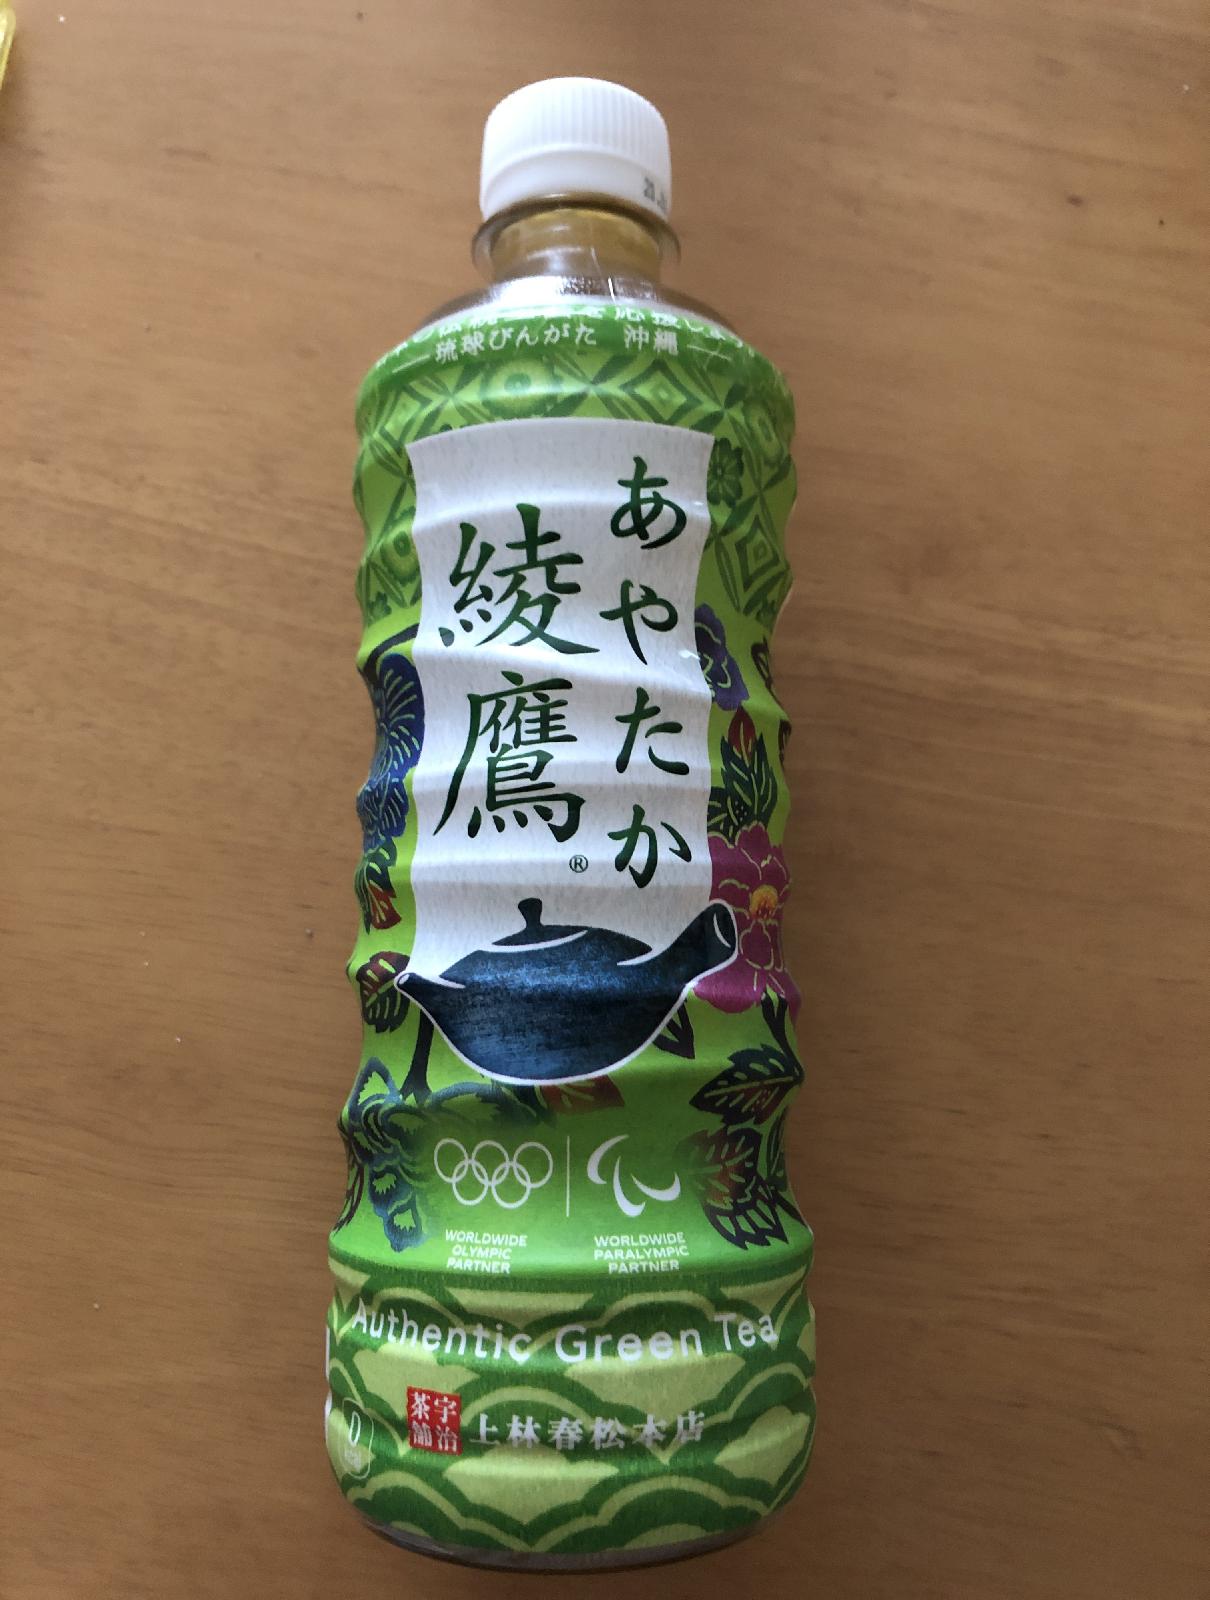 琉球びんがた 沖縄
あやたか
綾鷹
®
WORLDWIDE
OLYMPIC
PARTNER
WORLDWIDE
PARALYMPIC
PARTNER
Authentic Green Tea
宇治
茶舗
上林春松本店
0